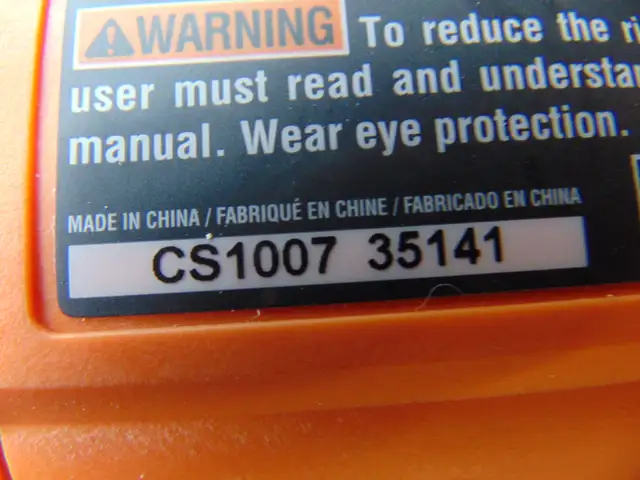 WARNING To reduce the
user must read and
manual. Wear eye protection.
MADE IN CHINA / FABRIQUÉ EN CHINE / FABRICADO EN CHINA
CS1007 35141